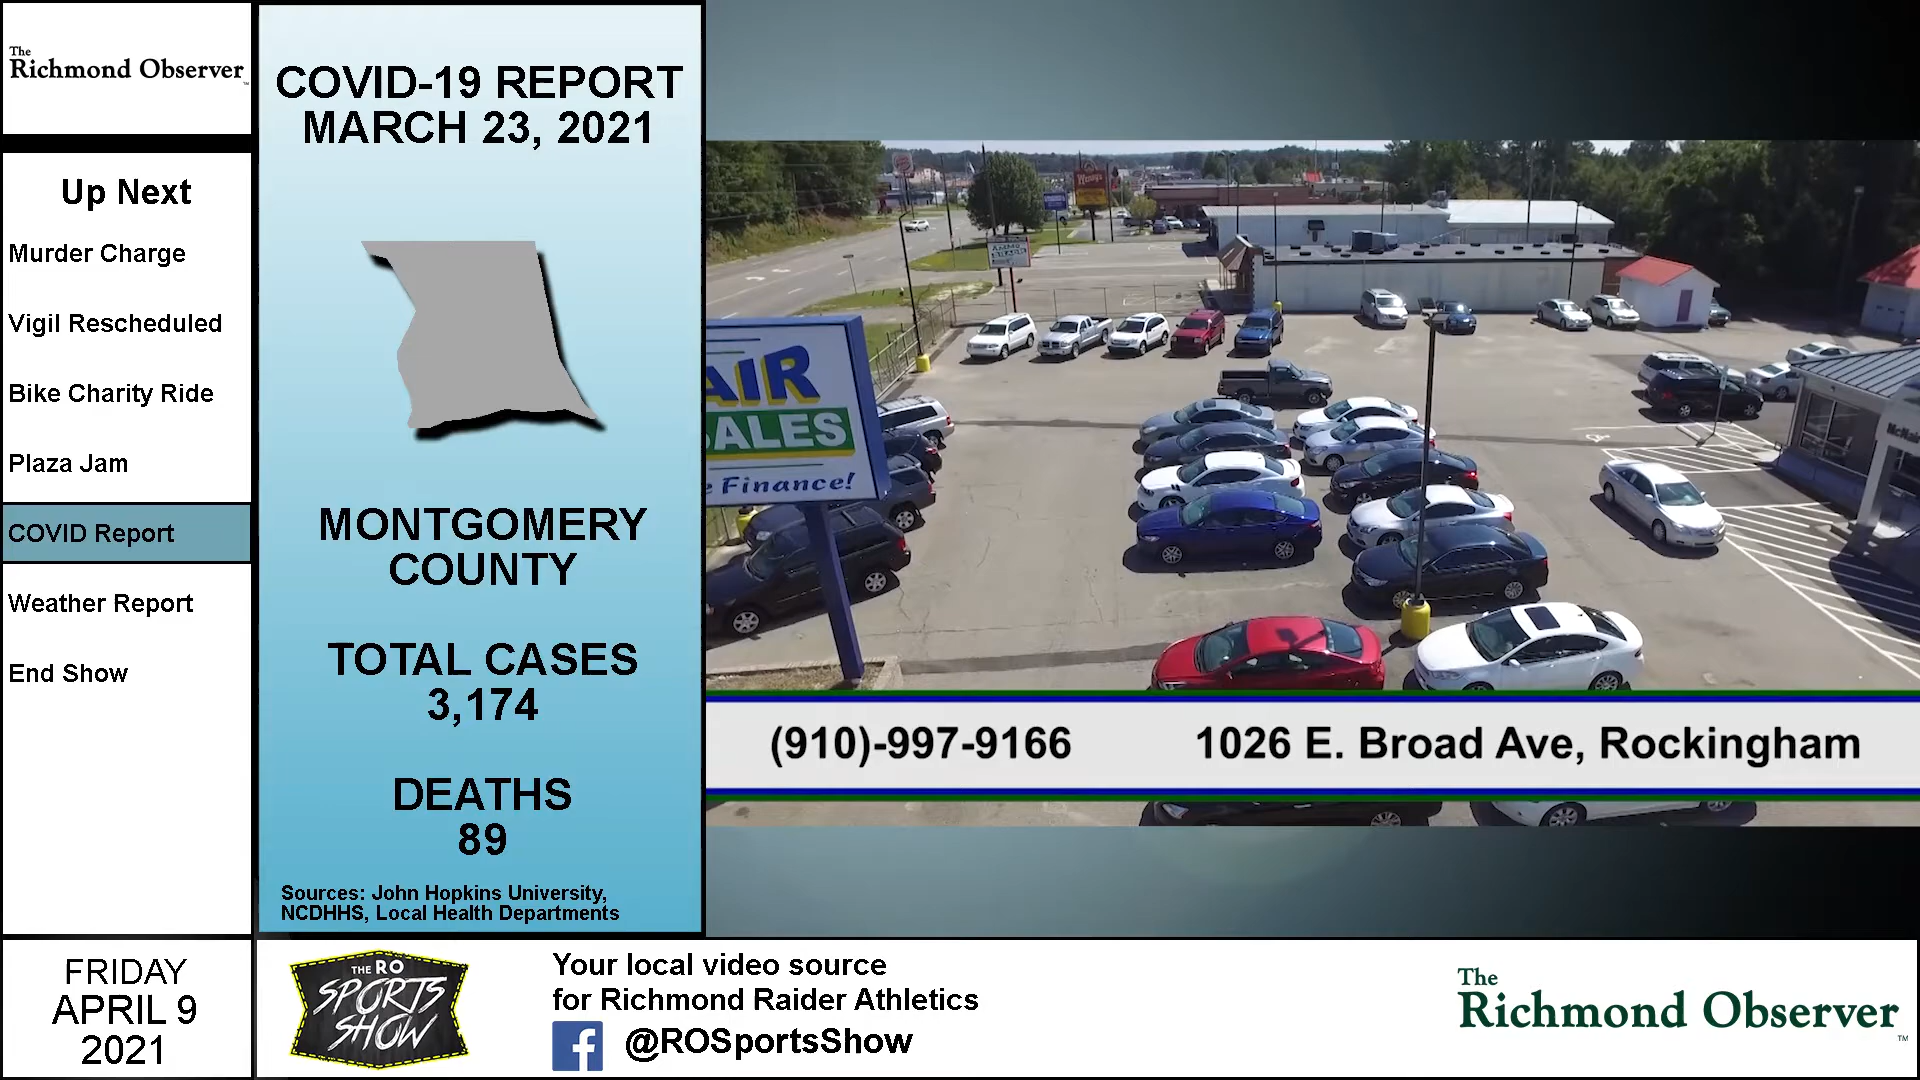 The
Richmond Observer
Up Next
Murder Charge
Vigil Rescheduled
Bike Charity Ride
Plaza Jam
COVID Report
Weather Report
End Show
FRIDAY
APRIL 9
2021
COVID-19 REPORT
MARCH 23, 2021
MONTGOMERY
COUNTY
TOTAL CASES
3,174
DEATHS
89
Sources: John Hopkins University,
NCDHHS, Local Health Departments
Wendy's
AIR
SALES
e Finance!
(910)-997-9166
1026 E. Broad Ave, Rockingham
THE RO
SPORTS
SHOW
Your local video source
for Richmond Raider Athletics
@ROSportsShow
The
Richmond Observer
TM